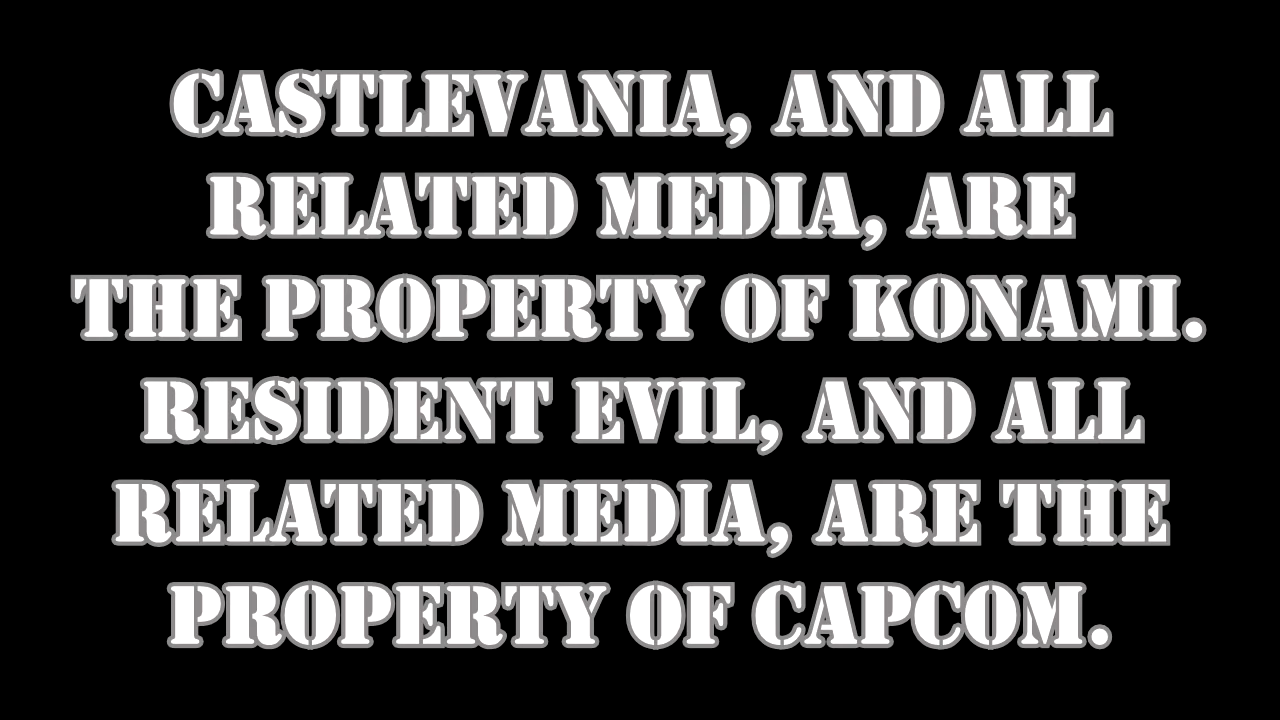 CASTLEVANIA, AND ALL
RELATED MEDIA, ARE
THE PROPERTY OF KONAMI.
RESIDENT EVIL, AND ALL
RELATED MEDIA, ARE THE
PROPERTY OF CAPCOM.